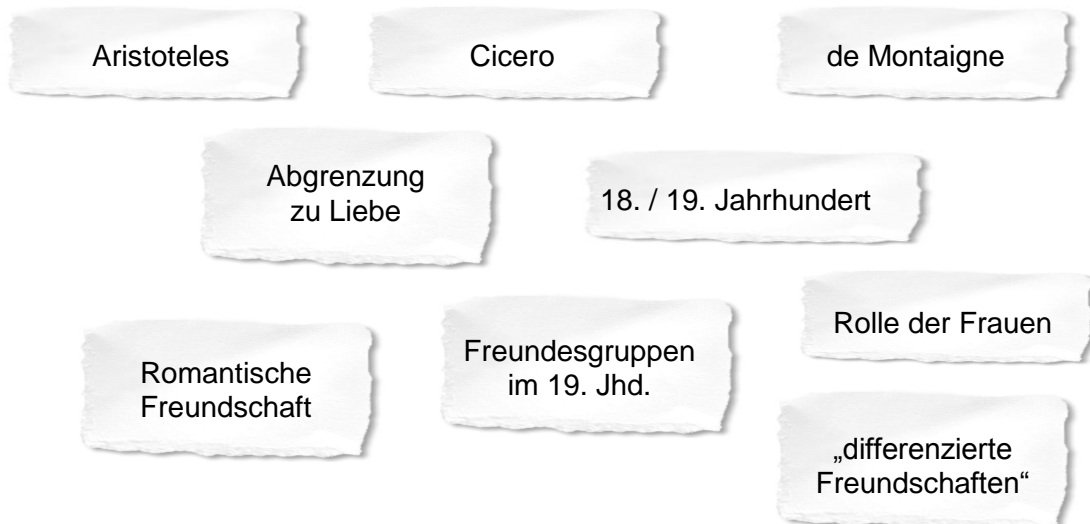 Aristoteles
Cicero
de Montaigne
Abgrenzung
zu Liebe
18. / 19. Jahrhundert
Rolle der Frauen
Freundesgruppen
im 19. Jhd.
Romantische
Freundschaft
„differenzierte
Freundschaften“